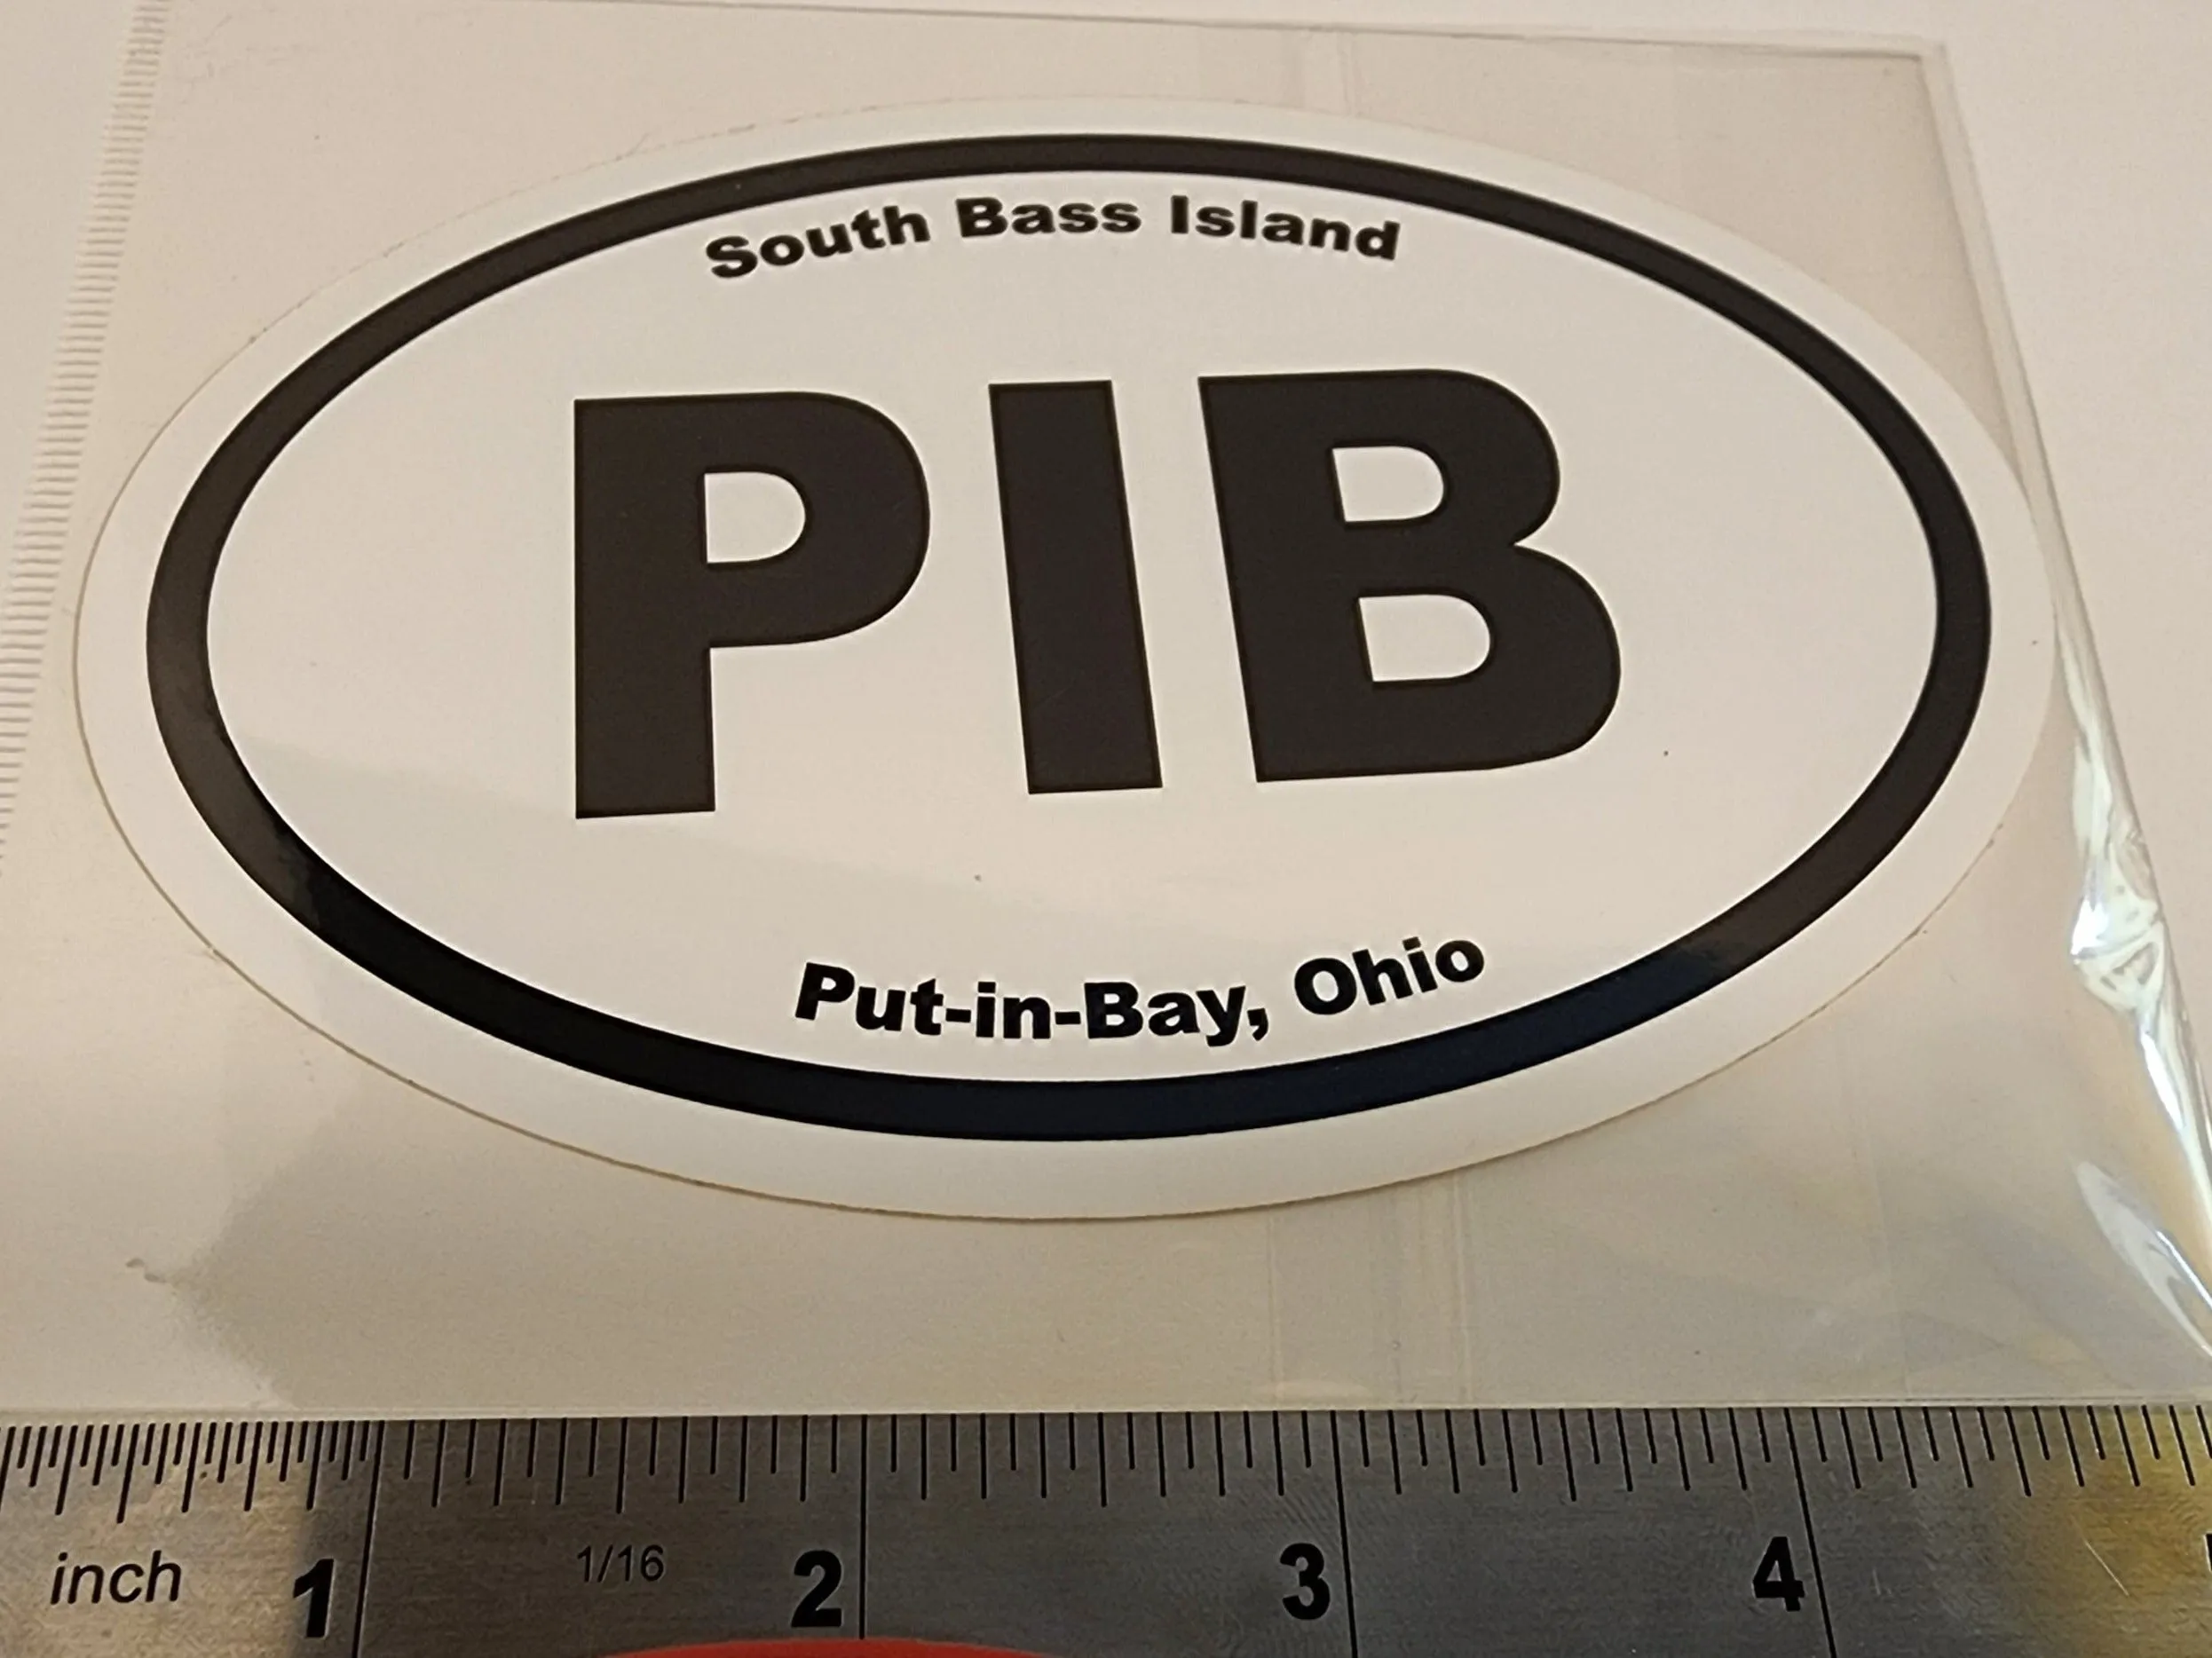 South Bass Island
PIB
Put-in-Bay, Ohio
inch 1 1/16 2 3 4